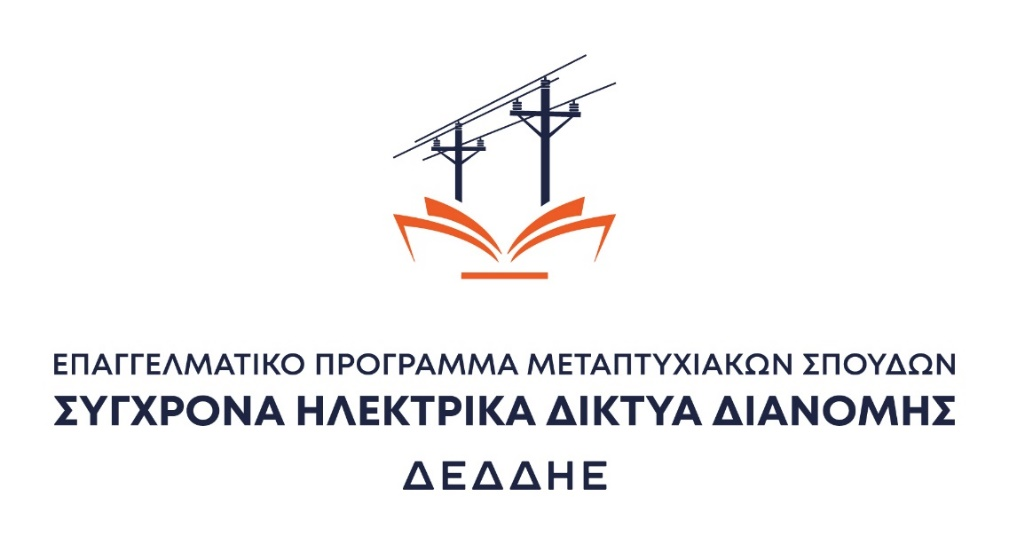 ΕΠΑΓΓΕΛΜΑΤΙΚΟ ΠΡΟΓΡΑΜΜΑ ΜΕΤΑΠΤΥΧΙΑΚΩΝ ΣΠΟΥΔΩΝ
ΣΥΓΧΡΟΝΑ ΗΛΕΚΤΡΙΚΑ ΔΙΚΤΥΑ ΔΙΑΝΟΜΗΣ
ΔΕΔΔΗΕ